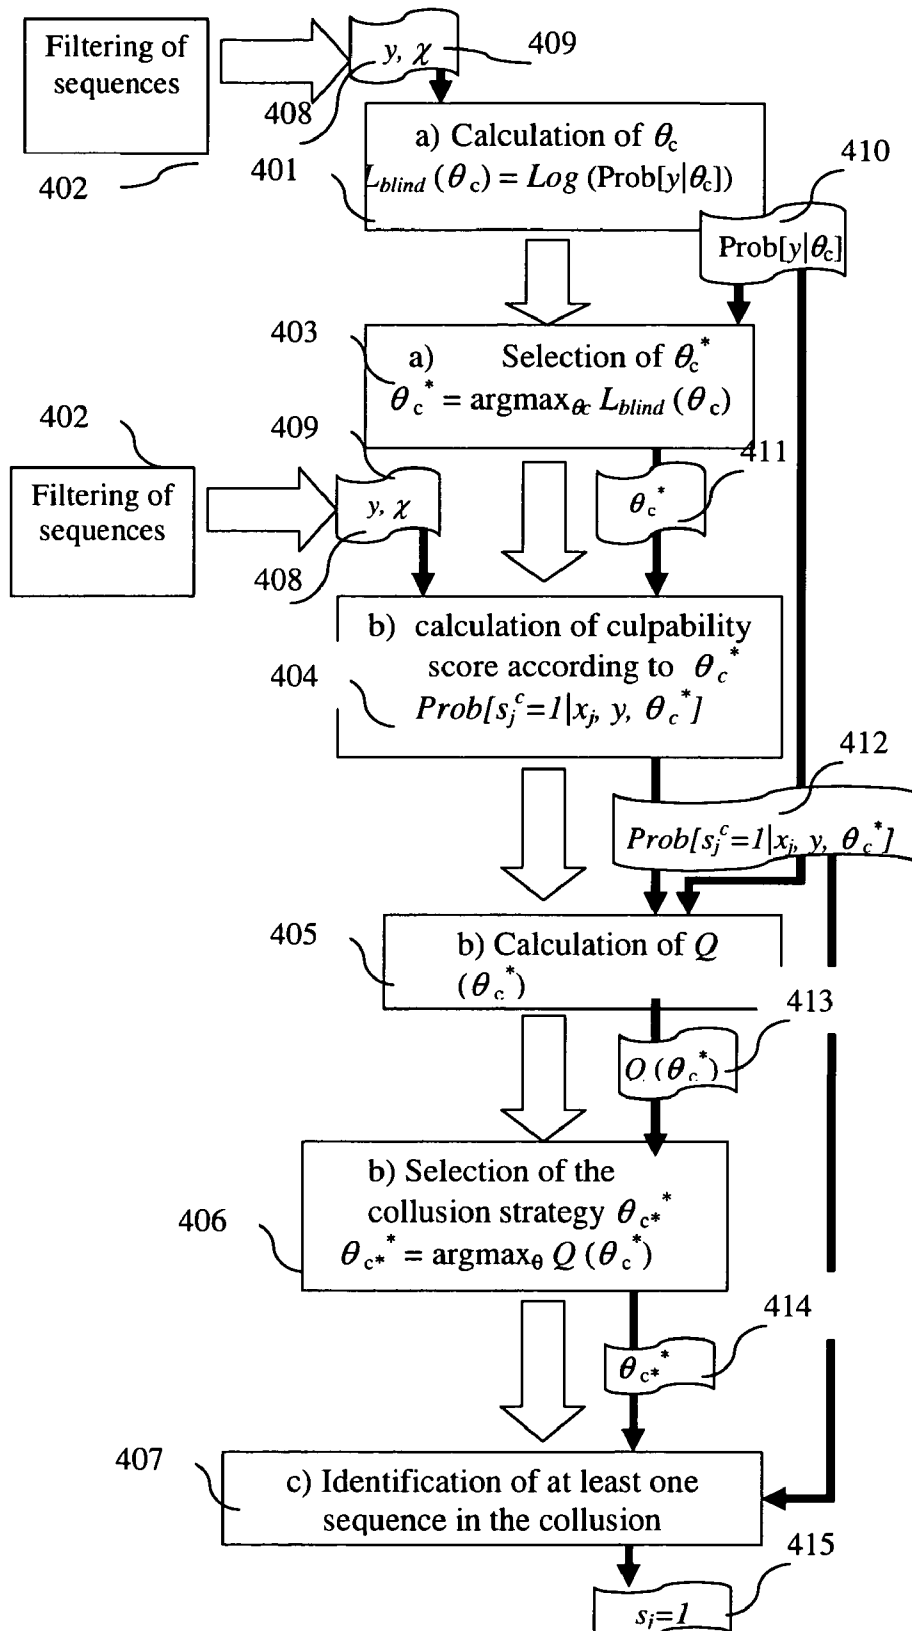 Filtering of
sequences
402
y, χ
409
408
401
a) Calculation of θc
Lblind (θc) = Log (Prob[y|θc])
410
Prob[y|θc]
403
a) Selection of θc*
θc* = argmaxθc Lblind (θc)
402
Filtering of
sequences
409
y, χ
408
411
θc*
b) calculation of culpability
score according to θc*
Prob[sjc=1|xj, y, θc*]
404
412
Prob[sjc=1|xj, y, θc*]
405
b) Calculation of Q
(θc*)
413
Q (θc*)
b) Selection of the
collusion strategy θc**
θc** = argmaxθ Q (θc*)
406
414
θc**
407
c) Identification of at least one
sequence in the collusion
415
sj=1